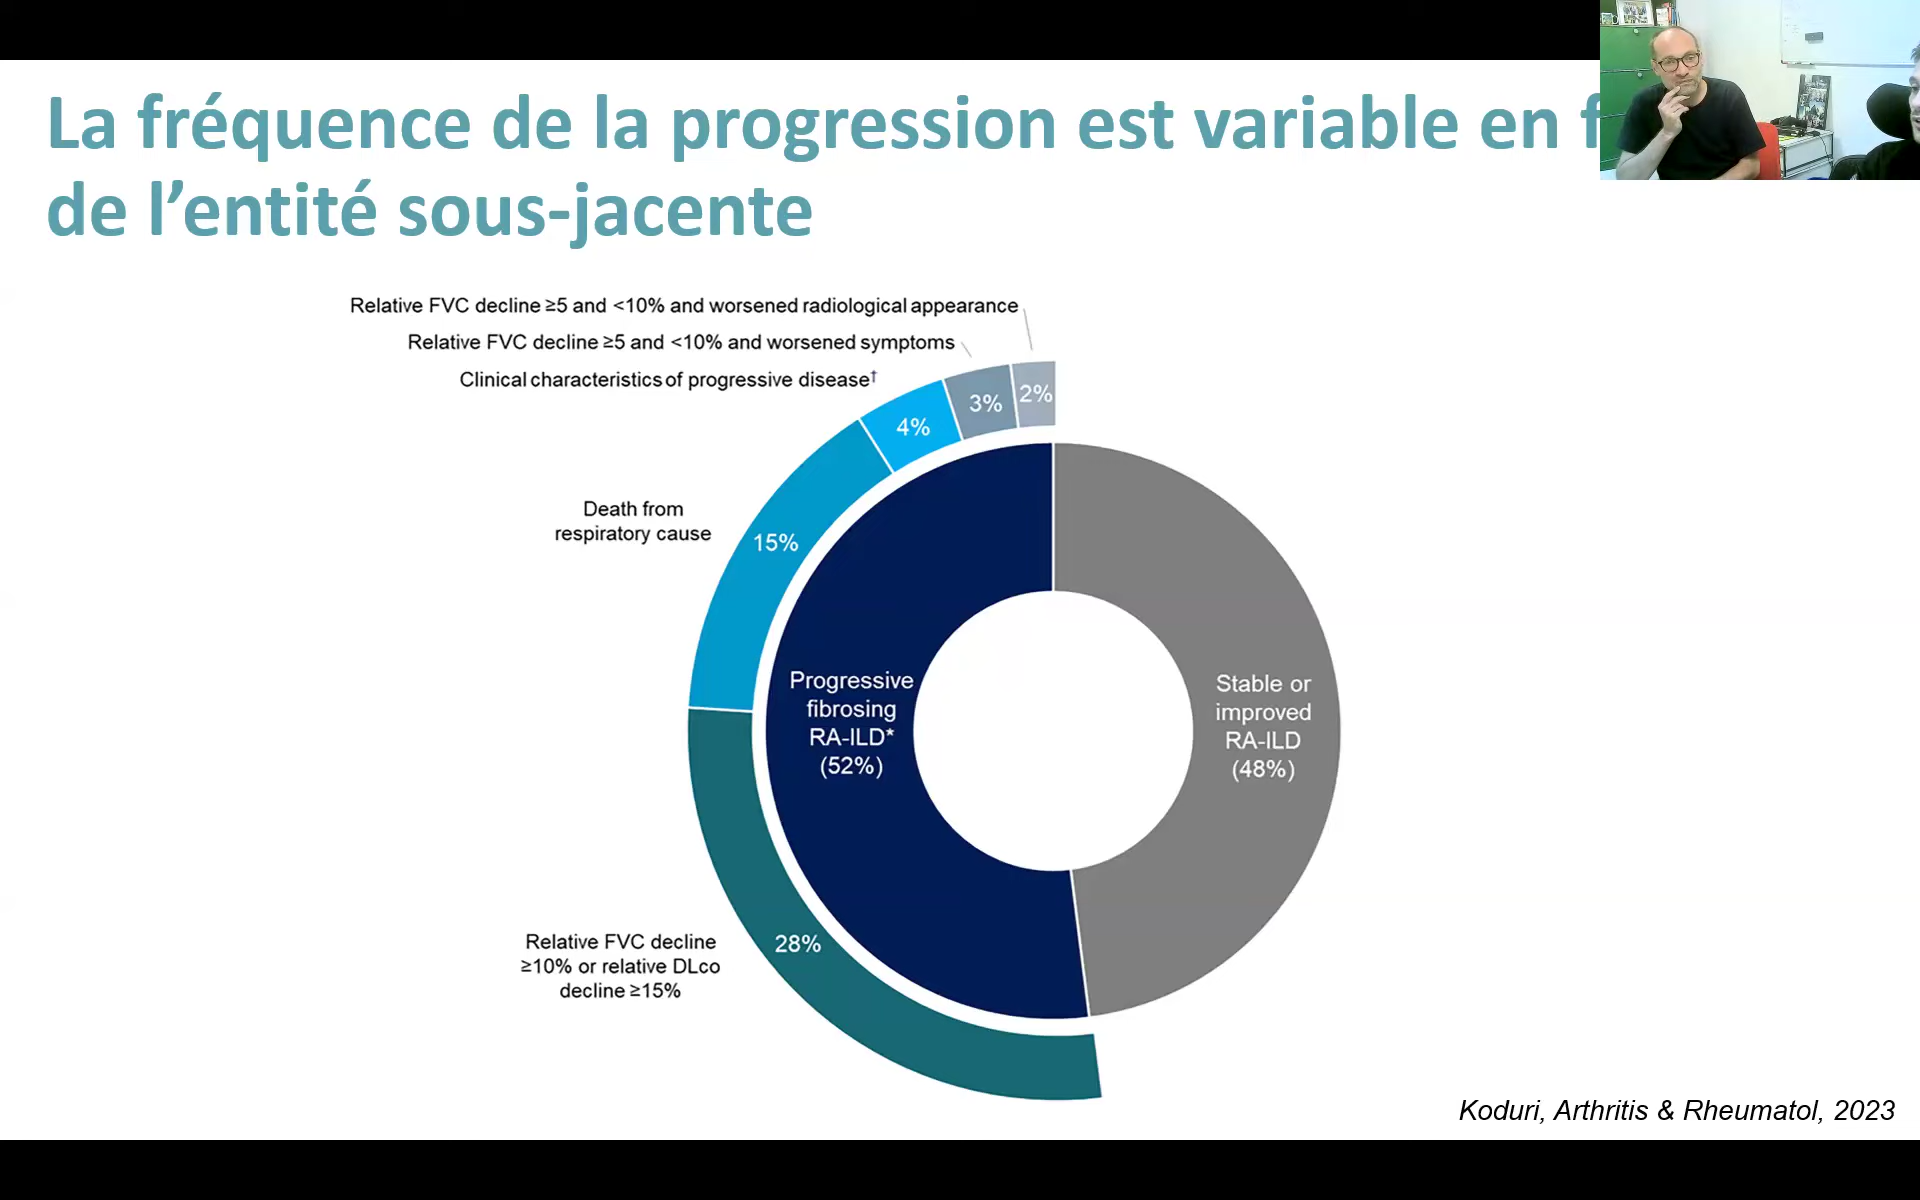 La fréquence de la progression est variable en f
de l’entité sous-jacente
Relative FVC decline ≥5 and <10% and worsened radiological appearance
Relative FVC decline ≥5 and <10% and worsened symptoms
Clinical characteristics of progressive disease†
2%
3%
4%
Death from
respiratory cause
15%
Progressive
fibrosing
RA-ILD*
(52%)
Stable or
improved
RA-ILD
(48%)
Relative FVC decline
≥10% or relative DLco
decline ≥15%
28%
Koduri, Arthritis & Rheumatol, 2023